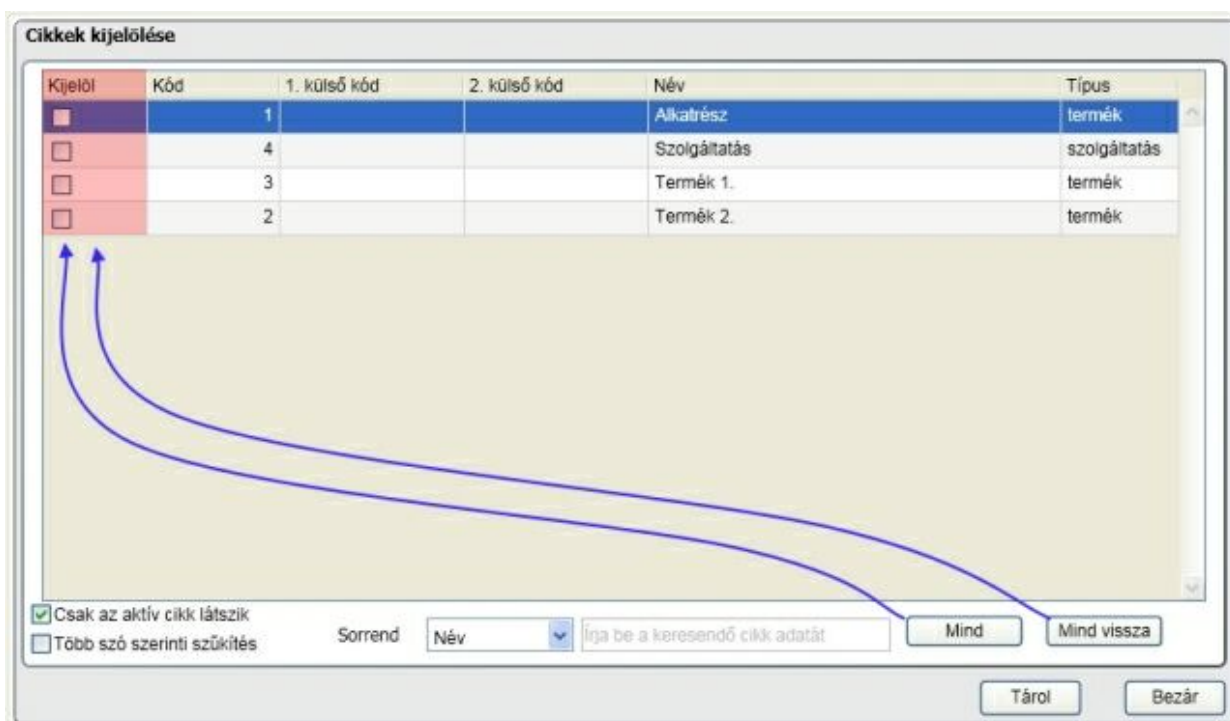 Cikkek kijelölése
Kijelöl Kód 1. külső kód 2. külső kód Név Típus
1 Alkatrész termék
4 Szolgáltatás szolgáltatás
3 Termék 1. termék
2 Termék 2. termék
Csak az aktív cikk látszik
Több szó szerinti szűkítés Sorrend Név Írja be a keresendő cikk adatát Mind Mind vissza
Tárol Bezár